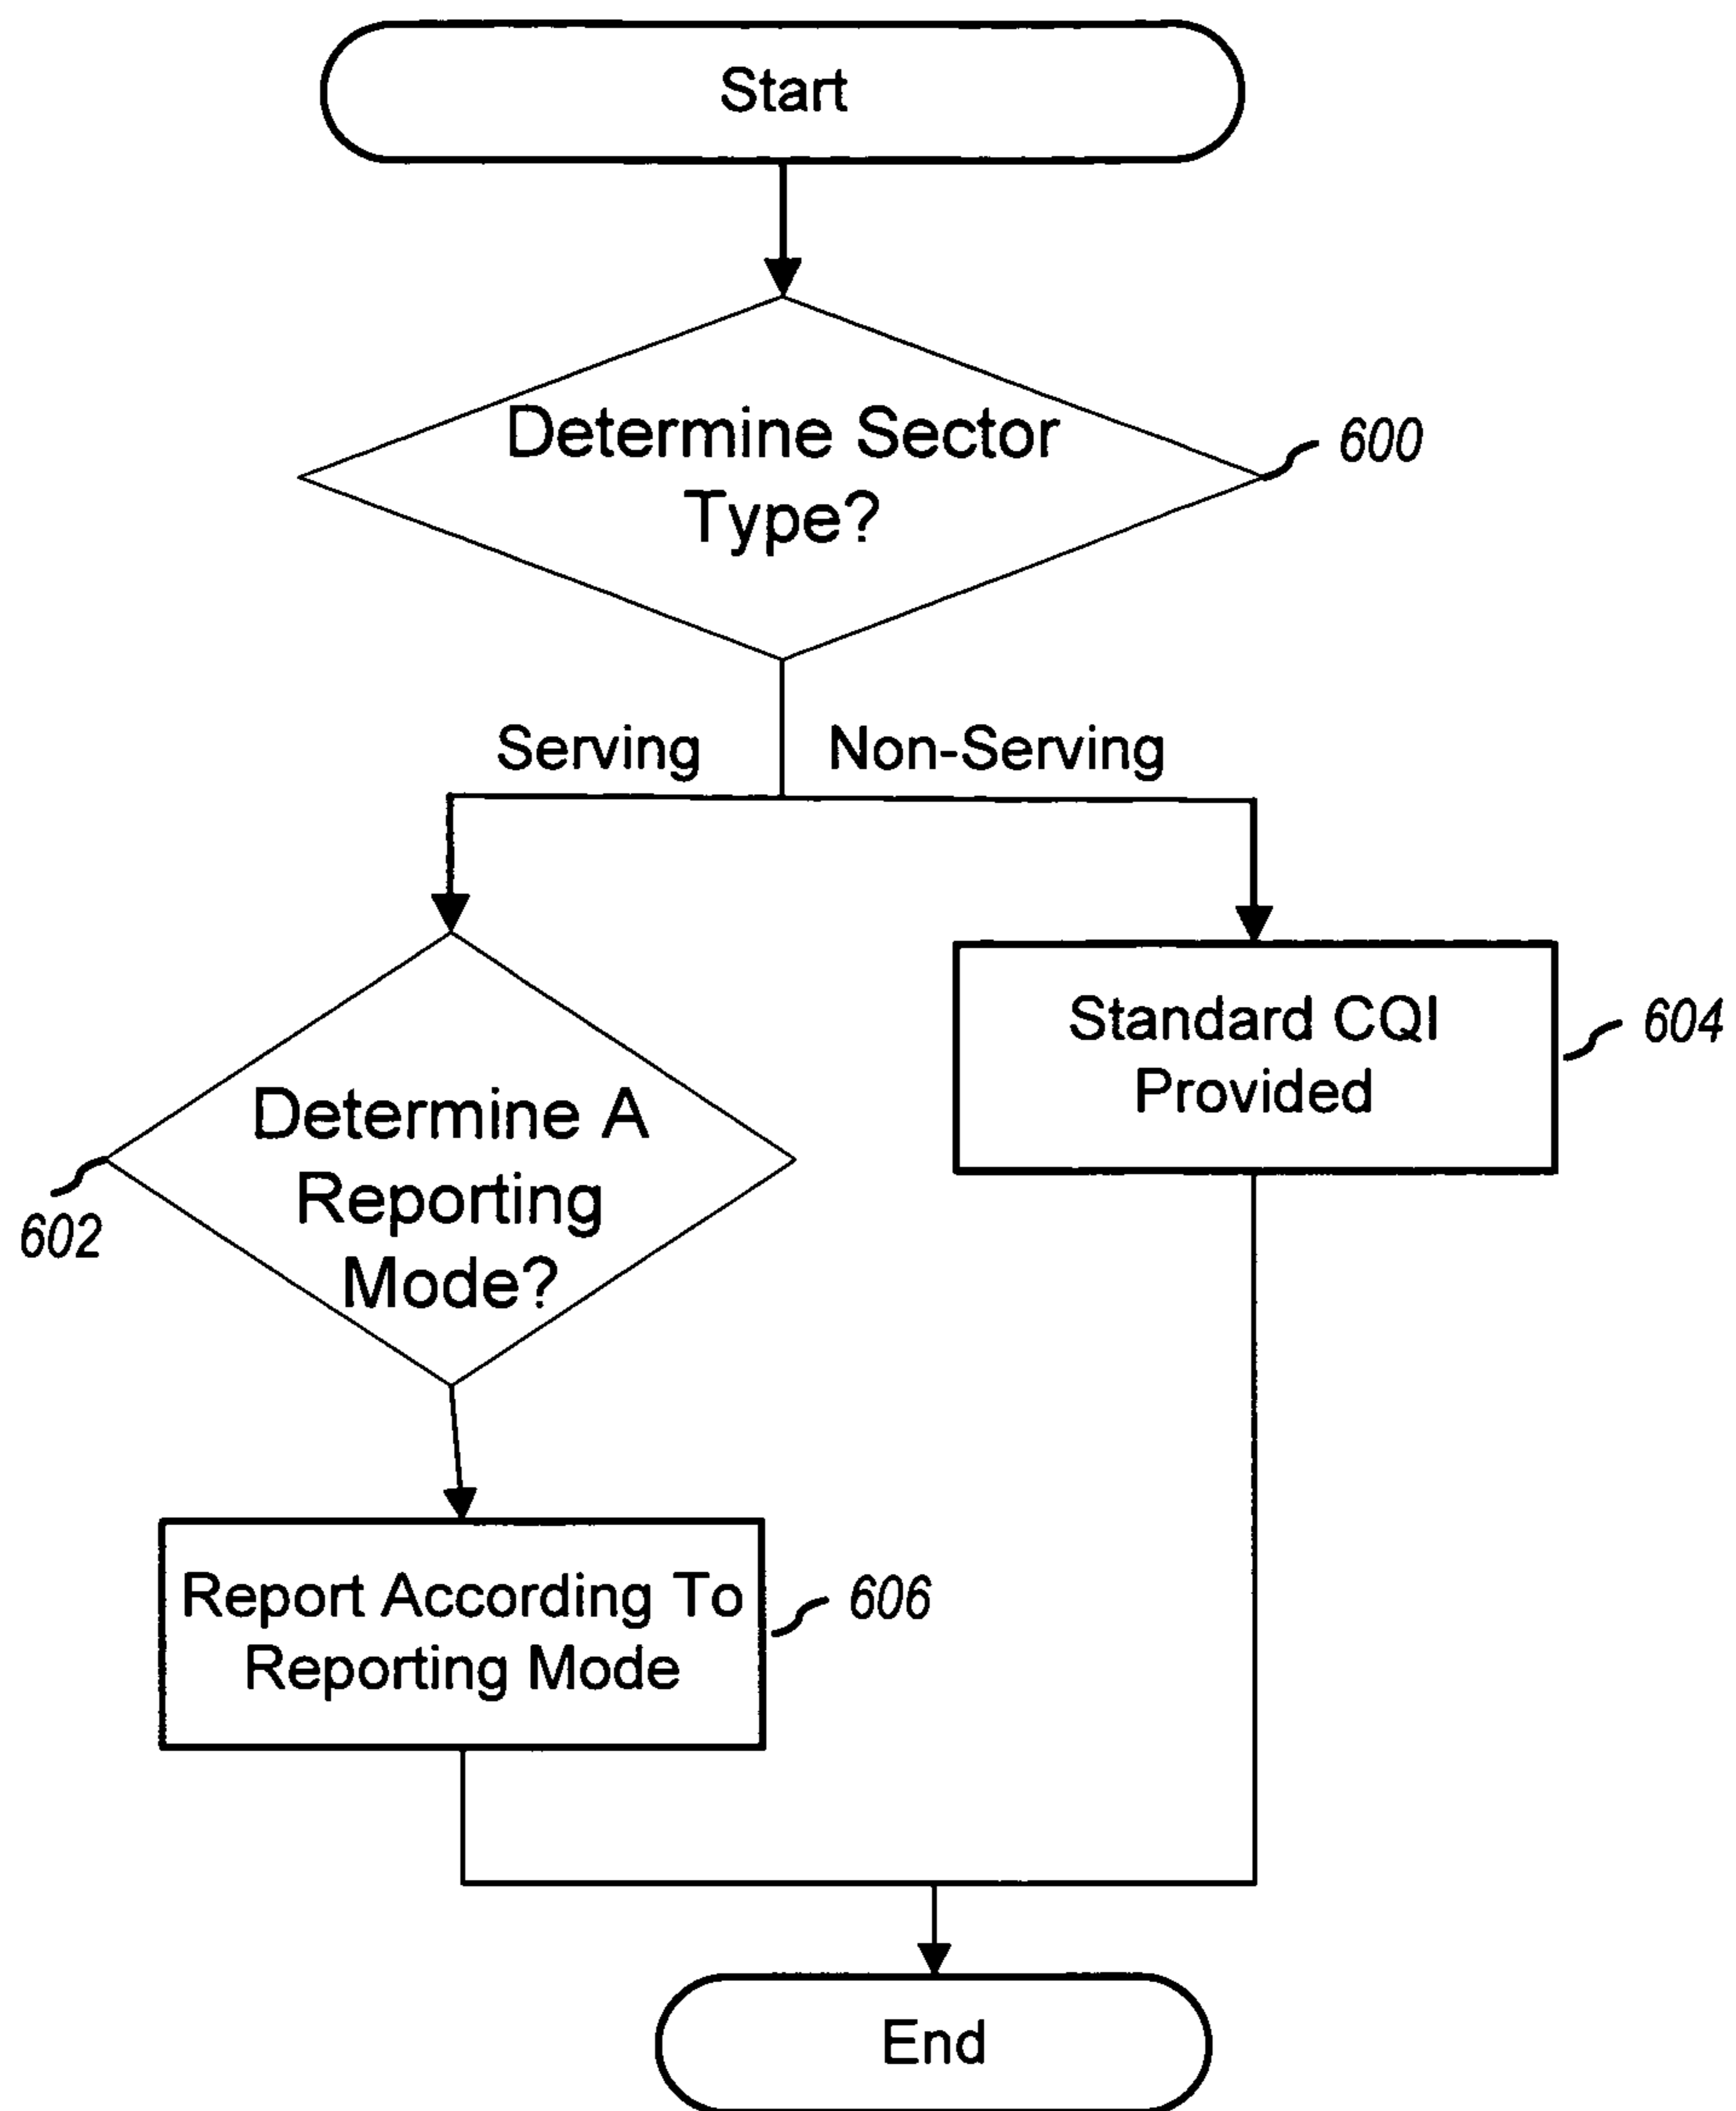 Start
Determine Sector
Type?
600
Serving
Non-Serving
Standard CQI
Provided
604
Determine A
Reporting
Mode?
602
Report According To
Reporting Mode
606
End